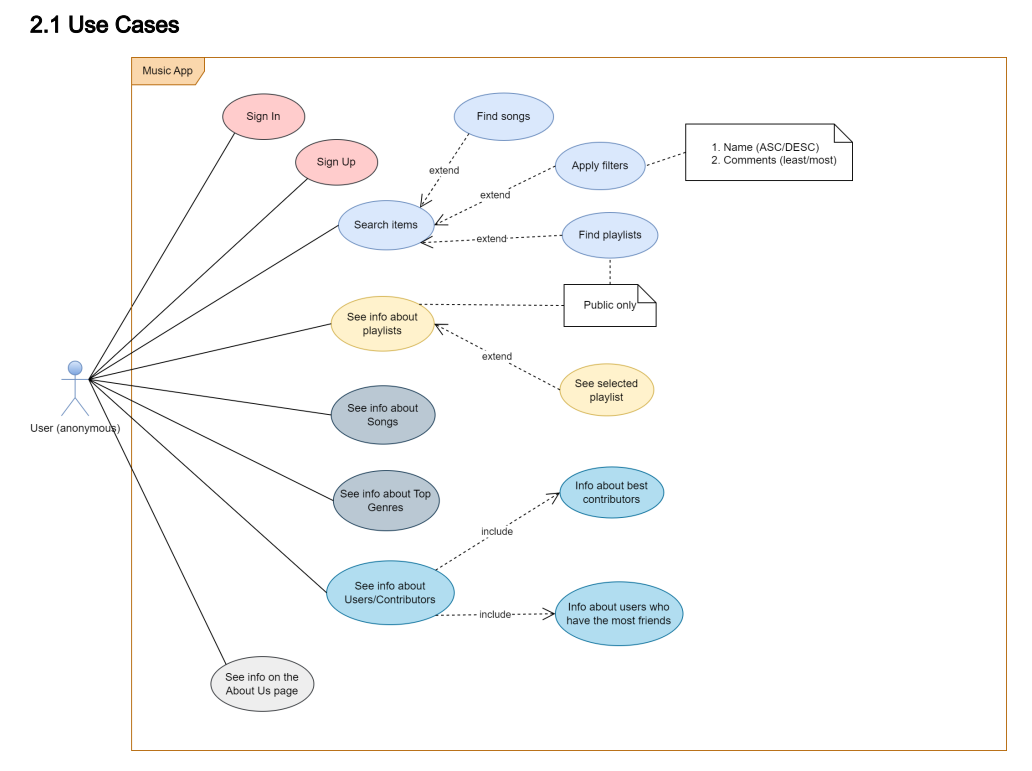 2.1 Use Cases
Music App
Sign In
Find songs
Sign Up
extend
Apply filters
1. Name (ASC/DESC)
2. Comments (least/most)
extend
Search items
extend
Find playlists
See info about
playlists
Public only
extend
See selected
playlist
See info about
Songs
User (anonymous)
See info about Top
Genres
Info about best
contributors
include
See info about
Users/Contributors
include
Info about users who
have the most friends
See info on the
About Us page